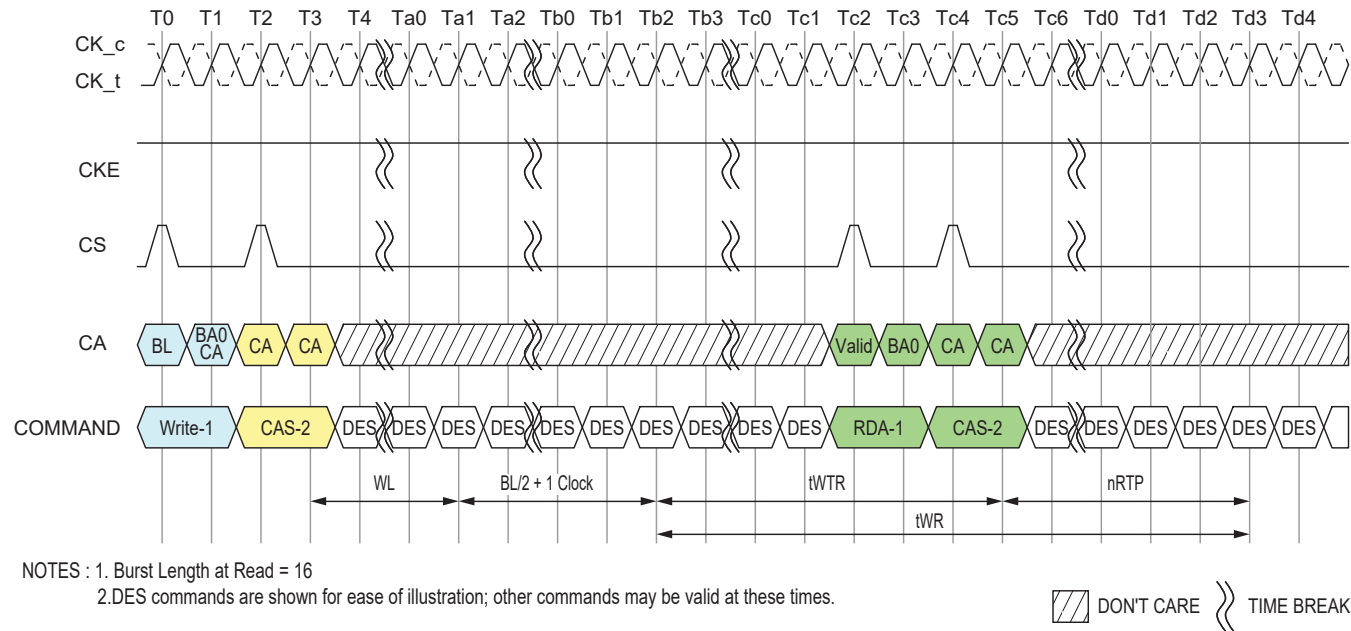 T0 T1 T2 T3 T4 Ta0 Ta1 Ta2 Tb0 Tb1 Tb2 Tb3 Tc0 Tc1 Tc2 Tc3 Tc4 Tc5 Tc6 Td0 Td1 Td2 Td3 Td4
CK_c
CK_t
CKE
CS
CA BL BA0 CA CA CA Valid BA0 CA CA
COMMAND Write-1 CAS-2 DES DES DES DES DES DES DES DES DES DES RDA-1 CAS-2 DES DES DES DES DES DES
WL BL/2 + 1 Clock tWTR nRTP
tWR
NOTES : 1. Burst Length at Read = 16
2.DES commands are shown for ease of illustration; other commands may be valid at these times.
DON'T CARE TIME BREAK